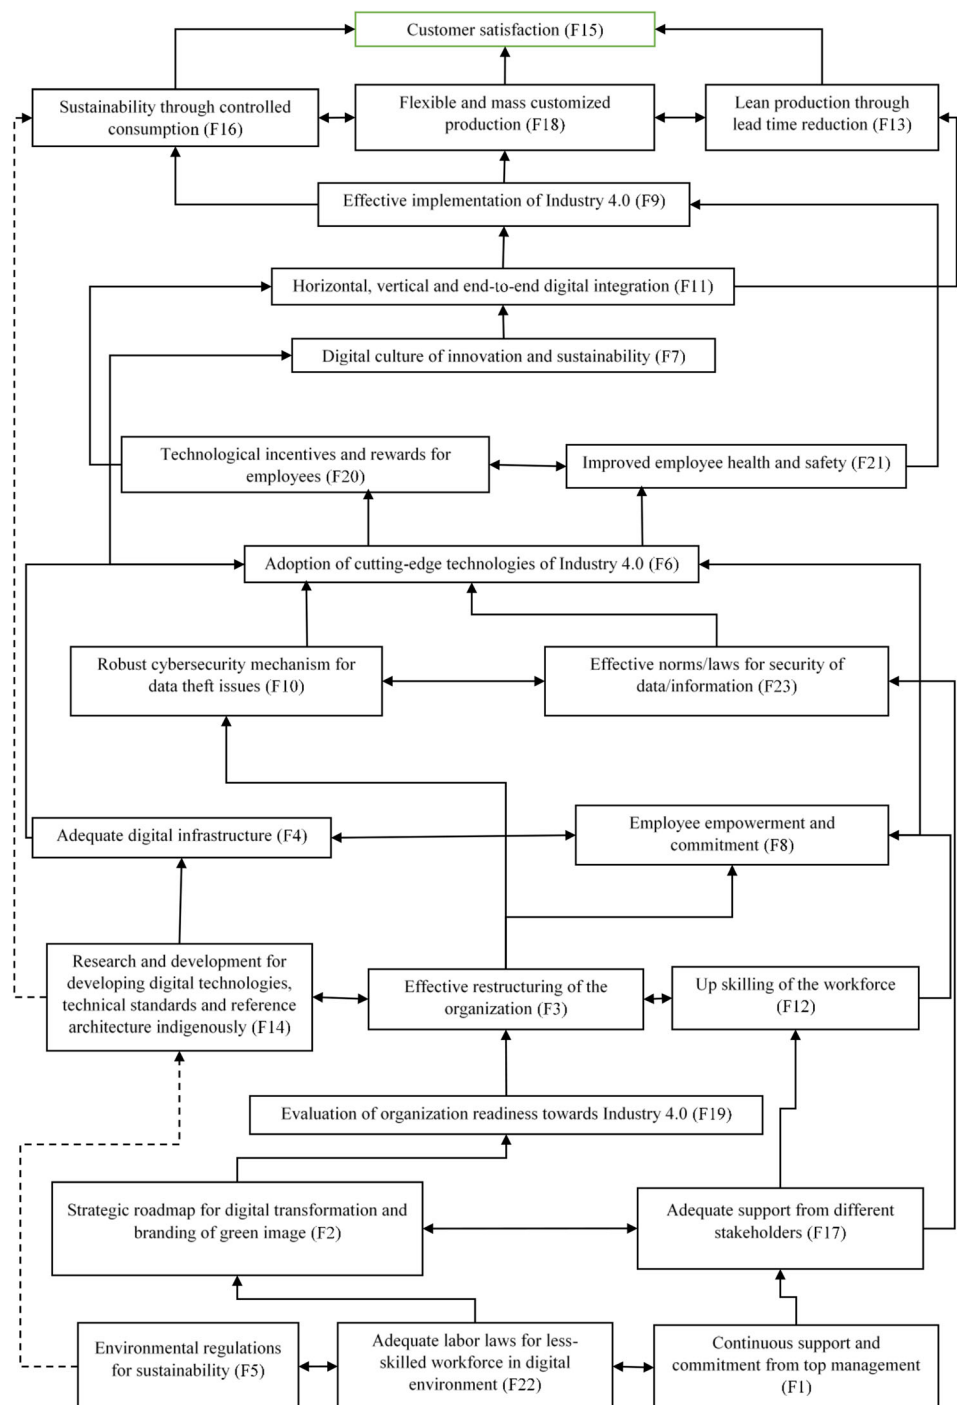 Customer satisfaction (F15)
Sustainability through controlled
consumption (F16)
Flexible and mass customized
production (F18)
Lean production through
lead time reduction (F13)
Effective implementation of Industry 4.0 (F9)
Horizontal, vertical and end-to-end digital integration (F11)
Digital culture of innovation and sustainability (F7)
Technological incentives and rewards for
employees (F20)
Improved employee health and safety (F21)
Adoption of cutting-edge technologies of Industry 4.0 (F6)
Robust cybersecurity mechanism for
data theft issues (F10)
Effective norms/laws for security of
data/information (F23)
Adequate digital infrastructure (F4)
Employee empowerment and
commitment (F8)
Research and development for
developing digital technologies,
technical standards and reference
architecture indigenously (F14)
Effective restructuring of the
organization (F3)
Up skilling of the workforce
(F12)
Evaluation of organization readiness towards Industry 4.0 (F19)
Strategic roadmap for digital transformation and
branding of green image (F2)
Adequate support from different
stakeholders (F17)
Environmental regulations
for sustainability (F5)
Adequate labor laws for less-
skilled workforce in digital
environment (F22)
Continuous support and
commitment from top management
(F1)